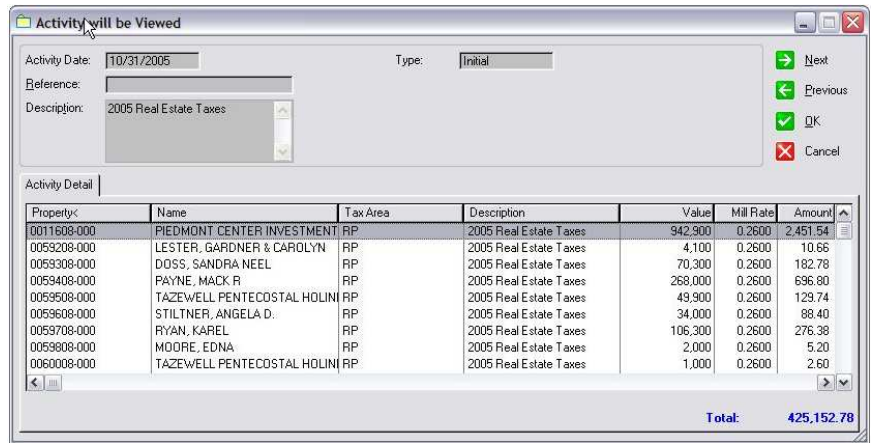 Activity will be Viewed
Activity Date: 10/31/2005 Type: Initial Next
Reference: Previous
Description: 2005 Real Estate Taxes OK
Cancel
Activity Detail
Property< Name Tax Area Description Value Mill Rate Amount
0011608-000 PIEDMONT CENTER INVESTMENT RP 2005 Real Estate Taxes 942,900 0.2600 2,451.54
0059208-000 LESTER, GARDNER & CAROLYN RP 2005 Real Estate Taxes 4,100 0.2600 10.66
0059308-000 DOSS, SANDRA NEEL RP 2005 Real Estate Taxes 70,300 0.2600 182.78
0059408-000 PAYNE, MACK R RP 2005 Real Estate Taxes 268,000 0.2600 696.80
0059508-000 TAZEWELL PENTECOSTAL HOLINI RP 2005 Real Estate Taxes 49,900 0.2600 129.74
0059608-000 STILTNER, ANGELA D. RP 2005 Real Estate Taxes 34,000 0.2600 88.40
0059708-000 RYAN, KAREL RP 2005 Real Estate Taxes 106,300 0.2600 276.38
0059808-000 MOORE, EDNA RP 2005 Real Estate Taxes 2,000 0.2600 5.20
0060008-000 TAZEWELL PENTECOSTAL HOLINI RP 2005 Real Estate Taxes 1,000 0.2600 2.60
Total: 425,152.78